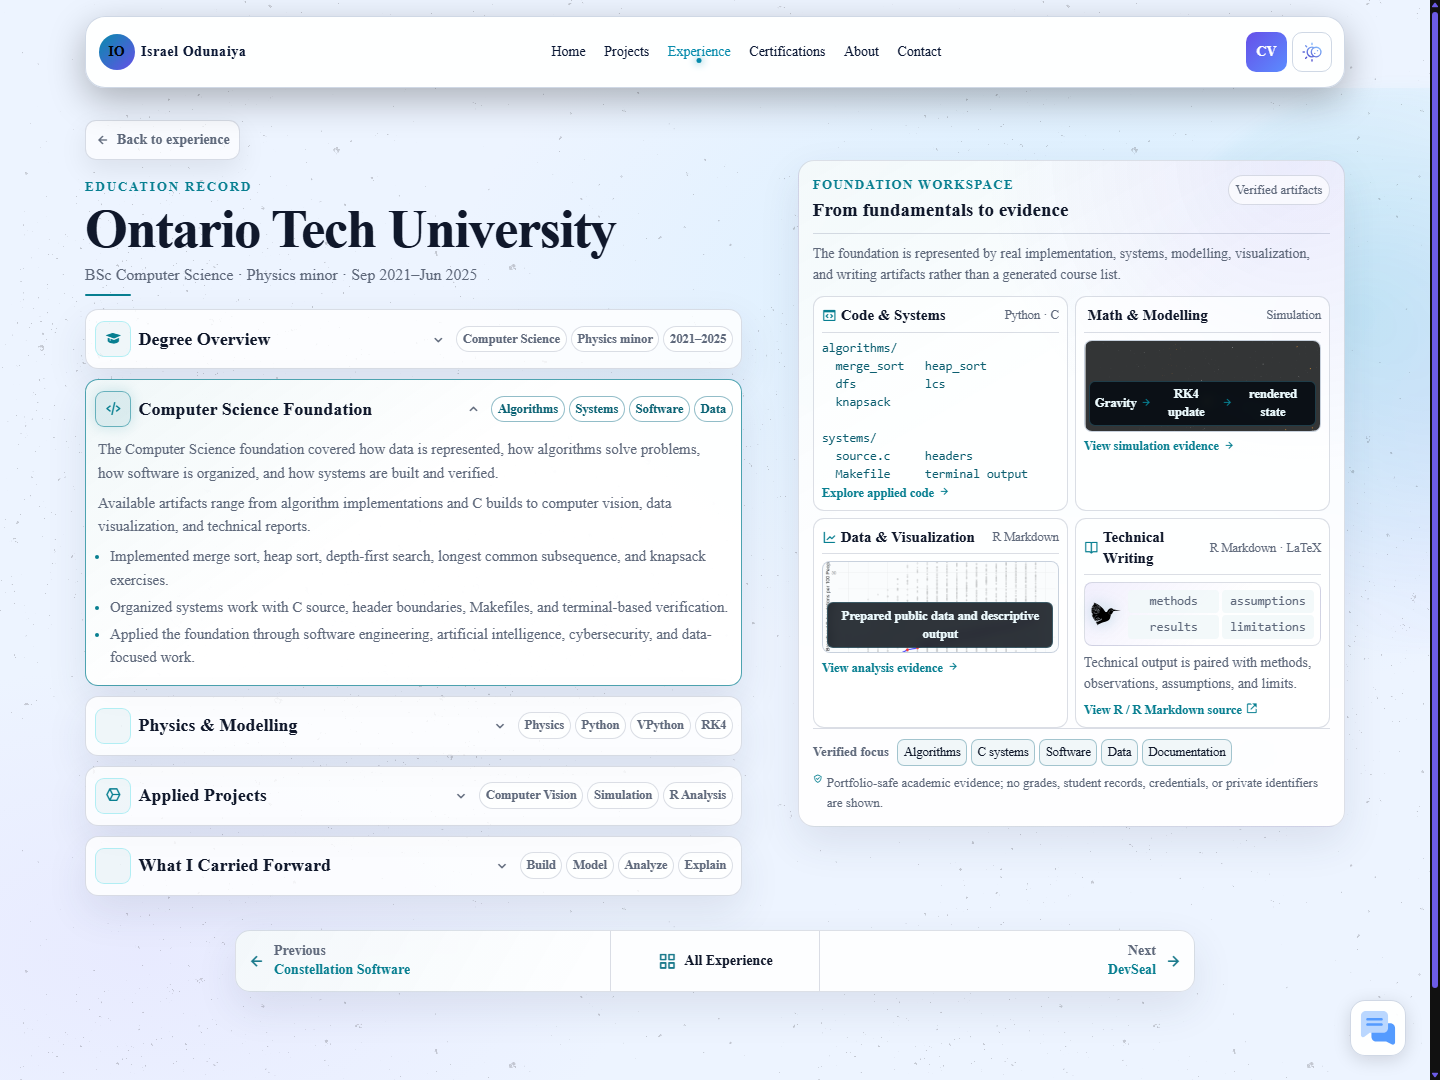 IO Israel Odunaiya
Home Projects Experience Certifications About Contact
CV
Back to experience
EDUCATION RECORD
Ontario Tech University
BSc Computer Science · Physics minor · Sep 2021–Jun 2025
Degree Overview
Computer Science Physics minor 2021–2025
Computer Science Foundation
Algorithms Systems Software Data
The Computer Science foundation covered how data is represented, how algorithms solve problems,
how software is organized, and how systems are built and verified.
Available artifacts range from algorithm implementations and C builds to computer vision, data
visualization, and technical reports.
• Implemented merge sort, heap sort, depth-first search, longest common subsequence, and knapsack
exercises.
• Organized systems work with C source, header boundaries, Makefiles, and terminal-based verification.
• Applied the foundation through software engineering, artificial intelligence, cybersecurity, and data-
focused work.
Physics & Modelling
Physics Python VPython RK4
Applied Projects
Computer Vision Simulation R Analysis
What I Carried Forward
Build Model Analyze Explain
FOUNDATION WORKSPACE
From fundamentals to evidence
Verified artifacts
The foundation is represented by real implementation, systems, modelling, visualization,
and writing artifacts rather than a generated course list.
Code & Systems Python · C
algorithms/
merge_sort heap_sort
dfs lcs
knapsack
systems/
source.c headers
Makefile terminal output
Explore applied code
Math & Modelling Simulation
Gravity → RK4 update → rendered state
View simulation evidence
Data & Visualization R Markdown
Prepared public data and descriptive
output
View analysis evidence
Technical
Writing
R Markdown · LaTeX
methods assumptions
results limitations
Technical output is paired with methods,
observations, assumptions, and limits.
View R / R Markdown source
Verified focus Algorithms C systems Software Data Documentation
Portfolio-safe academic evidence; no grades, student records, credentials, or private identifiers
are shown.
Previous
Constellation Software
All Experience
Next
DevSeal